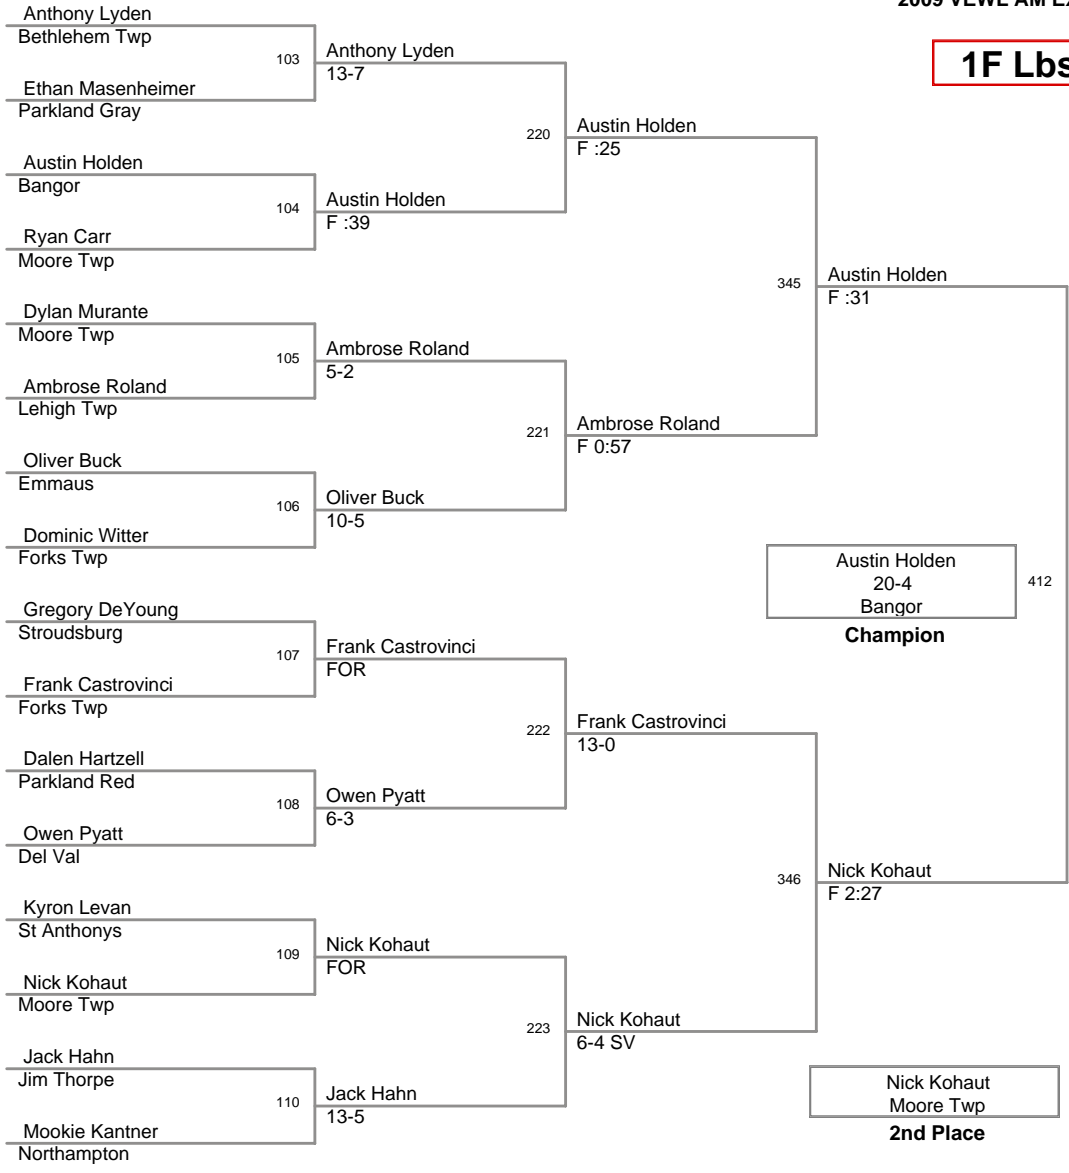 2009 VEWL AM
1F Lbs
Anthony Lyden
Bethlehem Twp
103
Anthony Lyden
13-7
Ethan Masenheimer
Parkland Gray
220
Austin Holden
F :25
Austin Holden
Bangor
104
Austin Holden
F :39
Ryan Carr
Moore Twp
345
Austin Holden
F :31
Dylan Murante
Moore Twp
105
Ambrose Roland
5-2
Ambrose Roland
Lehigh Twp
221
Ambrose Roland
F 0:57
Oliver Buck
Emmaus
106
Oliver Buck
10-5
Dominic Witter
Forks Twp
Austin Holden
20-4
Bangor
412
Champion
Gregory DeYoung
Stroudsburg
107
Frank Castrovinci
FOR
Frank Castrovinci
Forks Twp
222
Frank Castrovinci
13-0
Dalen Hartzell
Parkland Red
108
Owen Pyatt
6-3
Owen Pyatt
Del Val
346
Nick Kohaut
F 2:27
Kyron Levan
St Anthonys
109
Nick Kohaut
FOR
Nick Kohaut
Moore Twp
223
Nick Kohaut
6-4 SV
Jack Hahn
Jim Thorpe
110
Jack Hahn
13-5
Mookie Kantner
Northampton
Nick Kohaut
Moore Twp
2nd Place